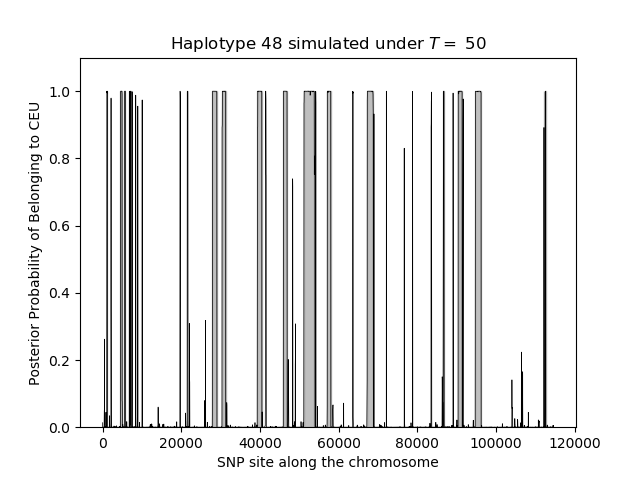 Haplotype 48 simulated under T = 50
Posterior Probability of Belonging to CEU
1.0
0.8
0.6
0.4
0.2
0.0
0 20000 40000 60000 80000 100000 120000
SNP site along the chromosome